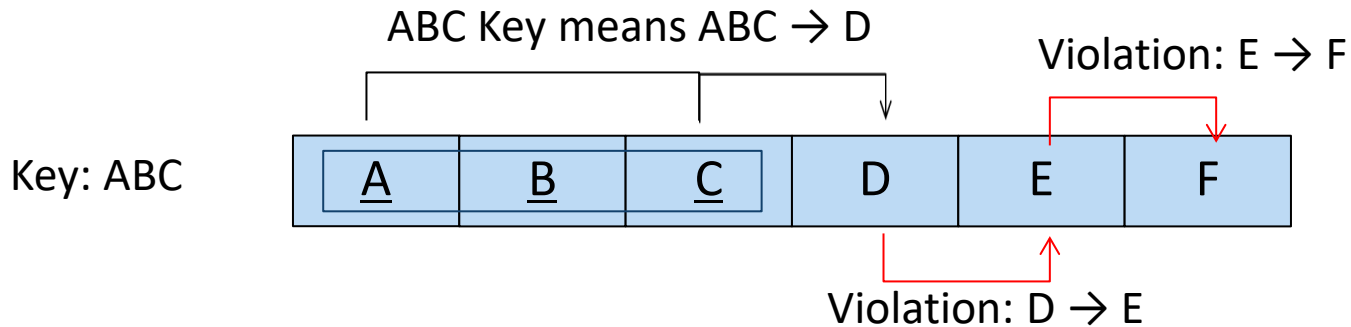 ABC Key means ABC → D
Violation: E → F
Key: ABC
A B C D E F
Violation: D → E